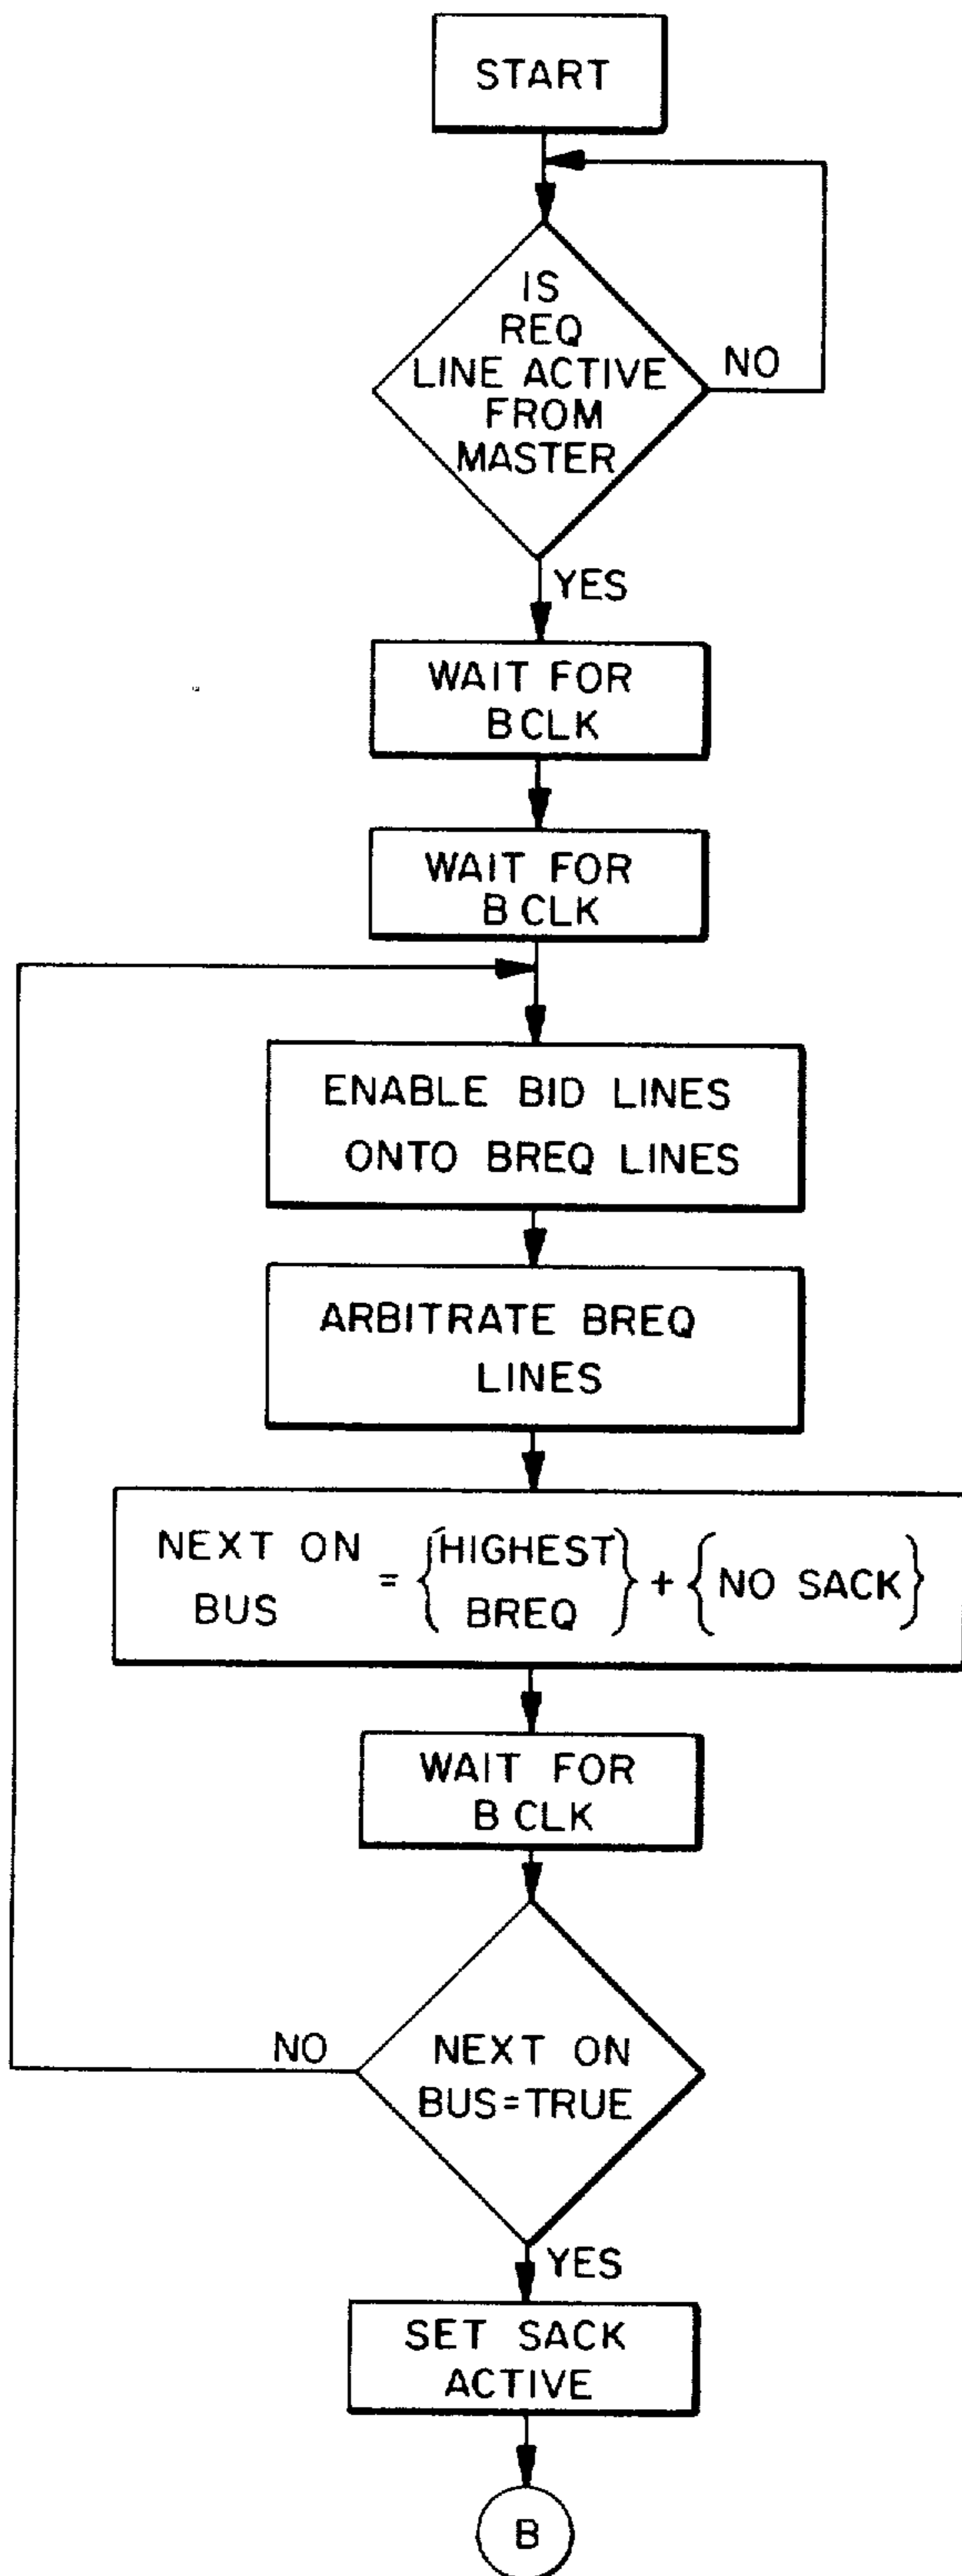 START
IS
REQ
LINE ACTIVE
FROM
MASTER
NO
YES
WAIT FOR
B CLK
WAIT FOR
B CLK
ENABLE BID LINES
ONTO BREQ LINES
ARBITRATE BREQ
LINES
NEXT ON
BUS
= {HIGHEST
BREQ} + {NO SACK}
WAIT FOR
B CLK
NO
NEXT ON
BUS=TRUE
YES
SET SACK
ACTIVE
B